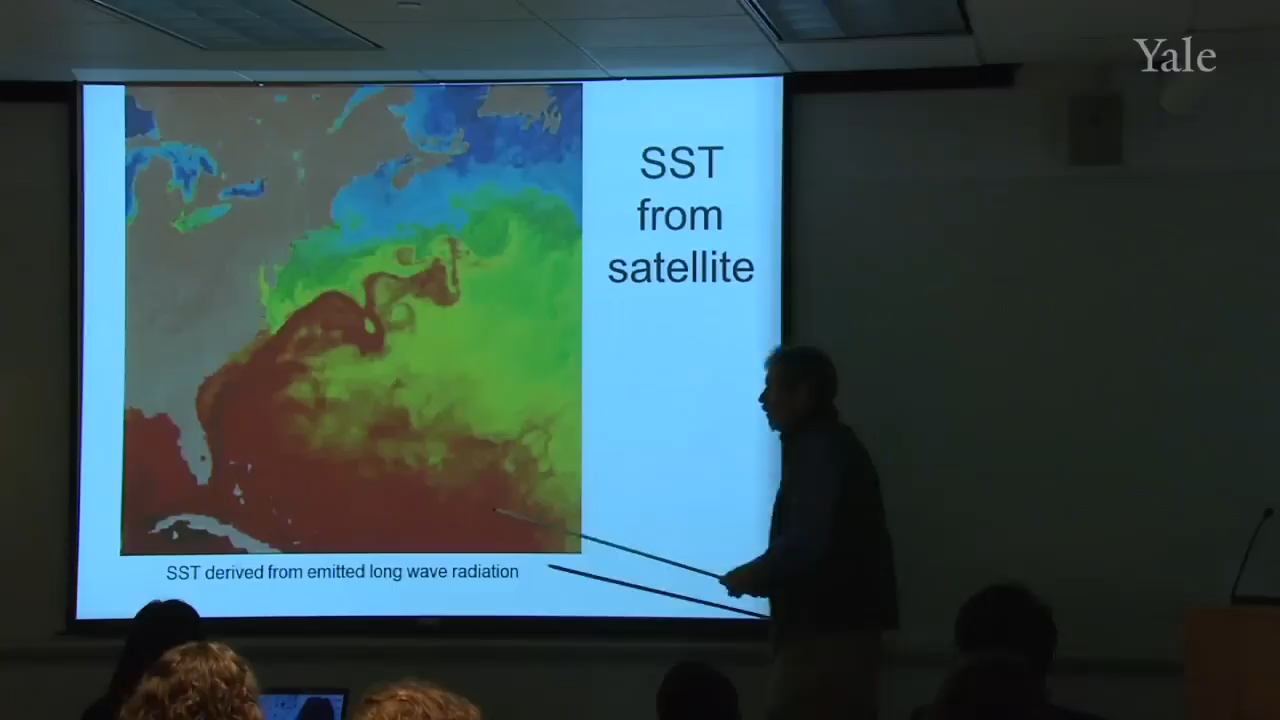 Yale
SST
from
satellite
SST derived from emitted long wave radiation